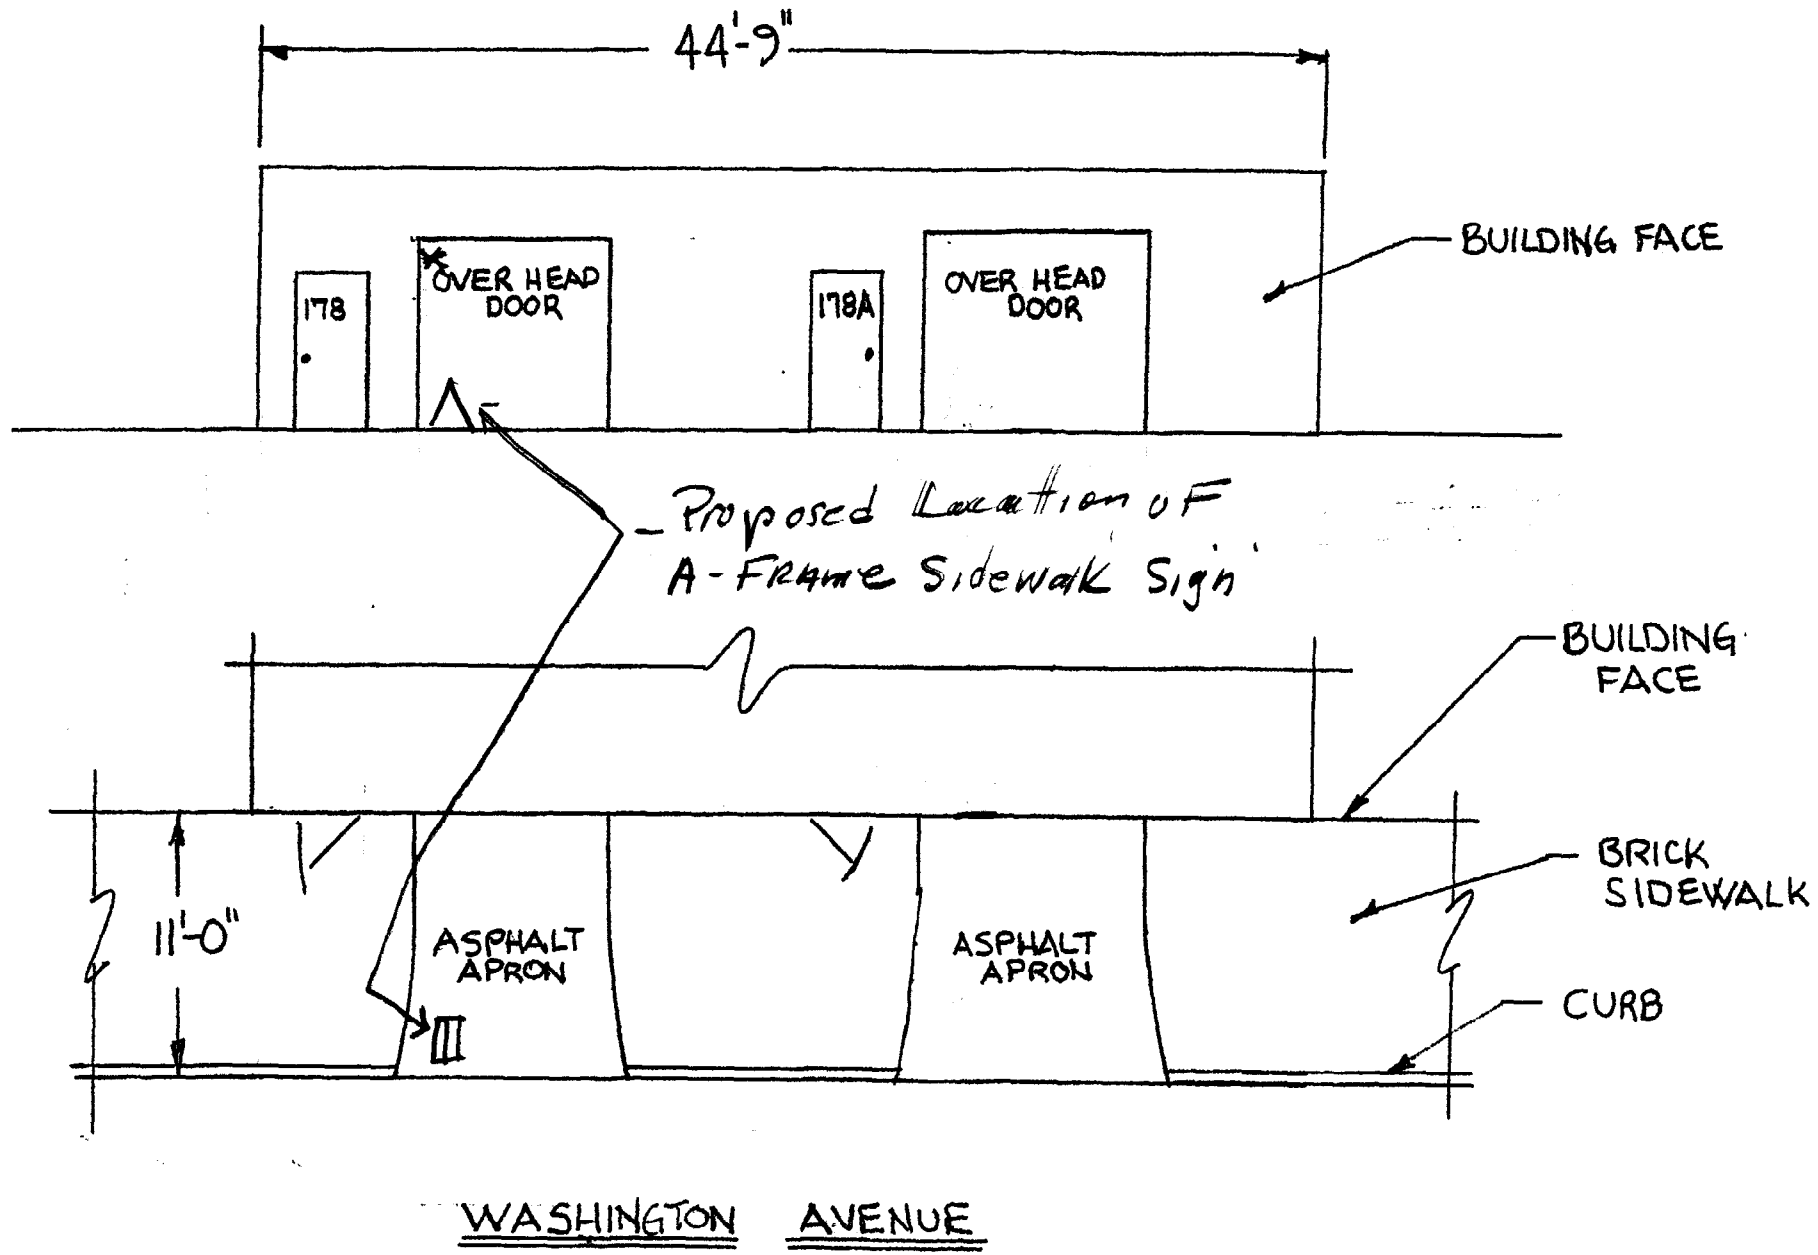 44'-9"
BUILDING FACE
OVER HEAD
DOOR
OVER HEAD
DOOR
178
178A
- Proposed Location of
A-Frame Sidewalk Sign
BUILDING
FACE
BRICK
SIDEWALK
11'-0"
ASPHALT
APRON
ASPHALT
APRON
CURB
WASHINGTON AVENUE